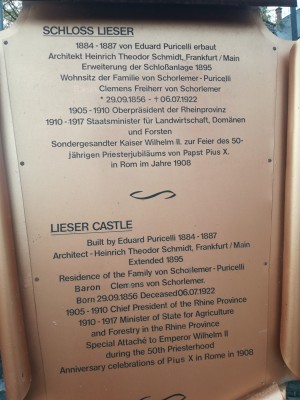 SCHLOSS LIESER
1884 - 1887 von Eduard Puricelli erbaut
Architekt Heinrich Theodor Schmidt, Frankfurt / Main
Erweiterung der Schloßanlage 1895
Wohnsitz der Familie von Schorlemer - Puricelli
Clemens Freiherr von Schorlemer
* 29.09.1856 - + 06.07.1922
1905 - 1910 Oberpräsident der Rheinprovinz
1910 - 1917 Staatsminister für Landwirtschaft, Domänen
und Forsten
Sondergesandter Kaiser Wilhelm II. zur Feier des 50-
jährigen Priesterjubiläums von Papst Pius X.
in Rom im Jahre 1908
LIESER CASTLE
Built by Eduard Puricelli 1884 - 1887
Architect - Heinrich Theodor Schmidt, Frankfurt / Main
Extended 1895
Residence of the Family von Schorlemer - Puricelli
Baron Clemens von Schorlemer.
Born 29.09.1856 Deceased 06.07.1922
1905 - 1910 Chief President of the Rhine Province
1910 - 1917 Minister of State for Agriculture
and Forestry in the Rhine Province
Special Attaché to Emperor Wilhelm II
during the 50th Priesterhood
Anniversary celebrations of Pius X in Rome in 1908